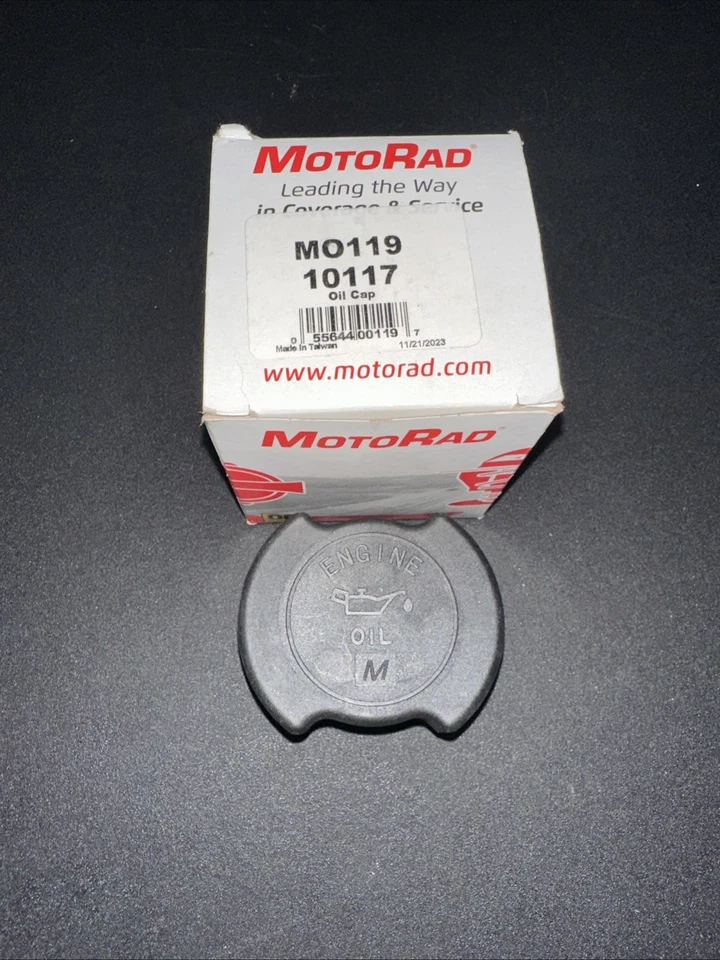 MOTORAD®
Leading the Way
in Coverage & Service
MO119
10117
Oil Cap
0 55644 00119 7
Made In Taiwan 11/21/2023
www.motorad.com
MOTORAD®
ENGINE
OIL
M